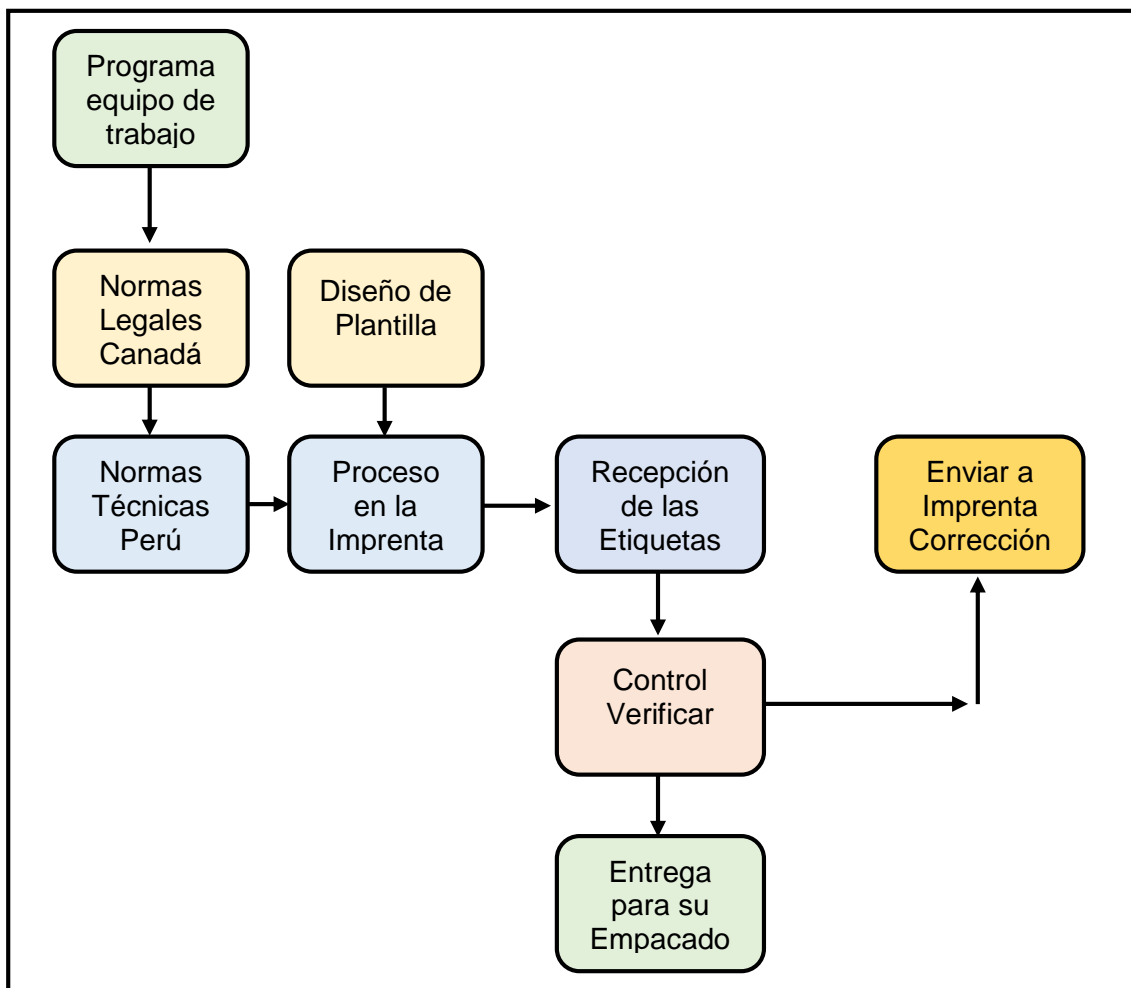 Programa
equipo de
trabajo
Normas
Legales
Canadá
Diseño de
Plantilla
Normas
Técnicas
Perú
Proceso
en la
Imprenta
Recepción
de las
Etiquetas
Enviar a
Imprenta
Corrección
Control
Verificar
Entrega
para su
Empacado